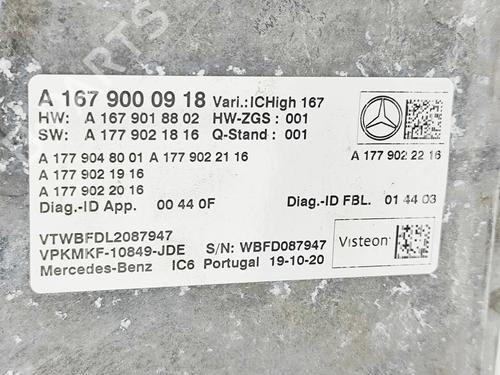 A 167 900 09 18 Vari.:ICHigh 167
HW: A 167 901 88 02 HW-ZGS : 001
SW: A 177 902 18 16 Q-Stand : 001
A 177 904 80 01 A 177 902 21 16 A 177 902 22 16
A 177 902 19 16
A 177 902 20 16
Diag.-ID App. 00 44 0F Diag.-ID FBL. 01 44 03
VTWBFDL2087947
VPKMKF-10849-JDE S/N: WBFD087947
Visteon
Mercedes-Benz IC6 Portugal 19-10-20